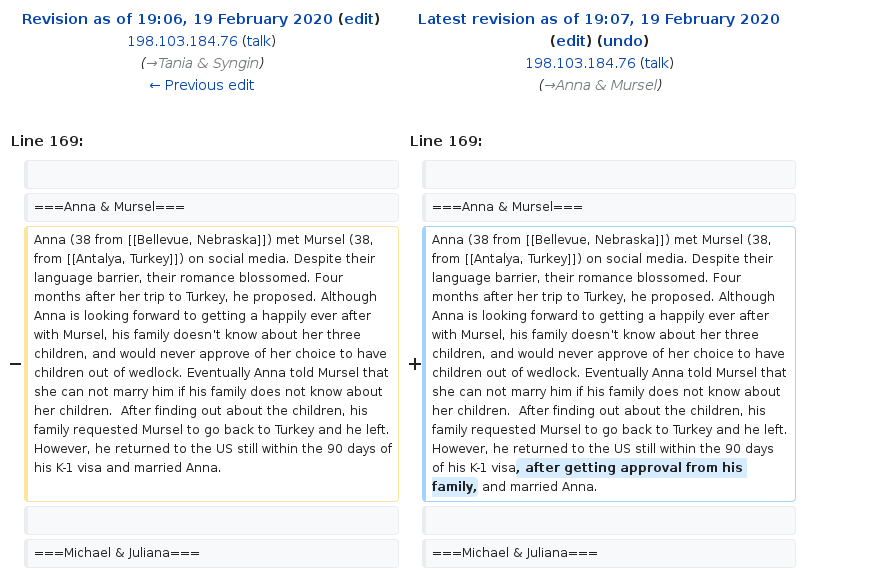 Revision as of 19:06, 19 February 2020 (edit)
198.103.184.76 (talk)
(→Tania & Syngin)
← Previous edit
Latest revision as of 19:07, 19 February 2020
(edit) (undo)
198.103.184.76 (talk)
(→Anna & Mursel)
Line 169:
Line 169:
===Anna & Mursel===
===Anna & Mursel===
−
Anna (38 from [[Bellevue, Nebraska]]) met Mursel (38,
from [[Antalya, Turkey]]) on social media. Despite their
language barrier, their romance blossomed. Four
months after her trip to Turkey, he proposed. Although
Anna is looking forward to getting a happily ever after
with Mursel, his family doesn't know about her three
children, and would never approve of her choice to have
children out of wedlock. Eventually Anna told Mursel that
she can not marry him if his family does not know about
her children.  After finding out about the children, his
family requested Mursel to go back to Turkey and he left.
However, he returned to the US still within the 90 days of
his K-1 visa and married Anna.
+
Anna (38 from [[Bellevue, Nebraska]]) met Mursel (38,
from [[Antalya, Turkey]]) on social media. Despite their
language barrier, their romance blossomed. Four
months after her trip to Turkey, he proposed. Although
Anna is looking forward to getting a happily ever after
with Mursel, his family doesn't know about her three
children, and would never approve of her choice to have
children out of wedlock. Eventually Anna told Mursel that
she can not marry him if his family does not know about
her children.  After finding out about the children, his
family requested Mursel to go back to Turkey and he left.
However, he returned to the US still within the 90 days
of his K-1 visa, after getting approval from his
family, and married Anna.
===Michael & Juliana===
===Michael & Juliana===